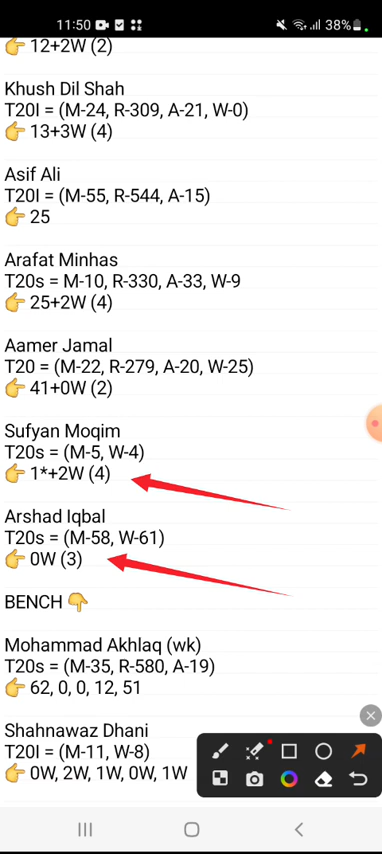 11:50
38%
👉 12+2W (2)
Khush Dil Shah
T20I = (M-24, R-309, A-21, W-0)
👉 13+3W (4)
Asif Ali
T20I = (M-55, R-544, A-15)
👉 25
Arafat Minhas
T20s = M-10, R-330, A-33, W-9
👉 25+2W (4)
Aamer Jamal
T20 = (M-22, R-279, A-20, W-25)
👉 41+0W (2)
Sufyan Moqim
T20s = (M-5, W-4)
👉 1*+2W (4)
Arshad Iqbal
T20s = (M-58, W-61)
👉 0W (3)
BENCH 👇
Mohammad Akhlaq (wk)
T20s = (M-35, R-580, A-19)
👉 62, 0, 0, 12, 51
Shahnawaz Dhani
T20I = (M-11, W-8)
👉 0W, 2W, 1W, 0W, 1W